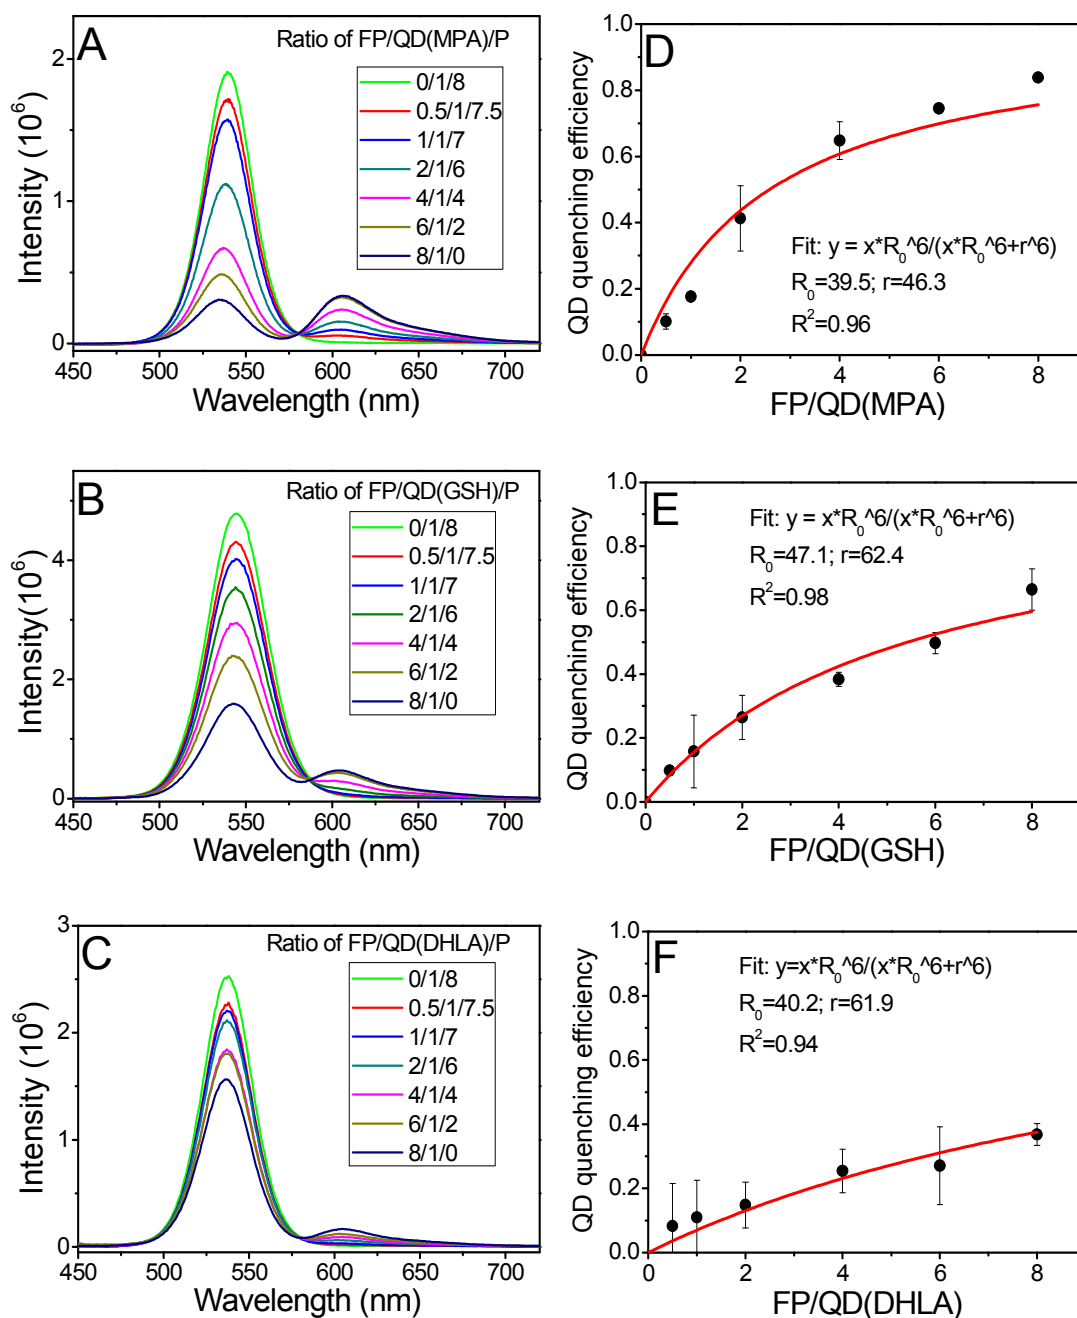 A
Ratio of FP/QD(MPA)/P
0/1/8
0.5/1/7.5
1/1/7
2/1/6
4/1/4
6/1/2
8/1/0
Intensity (10^6)
2
1
0
450 500 550 600 650 700
Wavelength (nm)
D
QD quenching efficiency
1.0
0.8
0.6
0.4
0.2
0.0
Fit: y = x*R_0^6/(x*R_0^6+r^6)
R_0=39.5; r=46.3
R^2=0.96
0 2 4 6 8
FP/QD(MPA)
B
Ratio of FP/QD(GSH)/P
0/1/8
0.5/1/7.5
1/1/7
2/1/6
4/1/4
6/1/2
8/1/0
Intensity(10^6)
4
2
0
450 500 550 600 650 700
Wavelength (nm)
E
QD quenching efficiency
1.0
0.8
0.6
0.4
0.2
0.0
Fit: y = x*R_0^6/(x*R_0^6+r^6)
R_0=47.1; r=62.4
R^2=0.98
0 2 4 6 8
FP/QD(GSH)
C
Ratio of FP/QD(DHLA)/P
0/1/8
0.5/1/7.5
1/1/7
2/1/6
4/1/4
6/1/2
8/1/0
Intensity (10^6)
3
2
1
0
450 500 550 600 650 700
Wavelength (nm)
F
QD quenching efficiency
1.0
0.8
0.6
0.4
0.2
0.0
Fit: y=x*R_0^6/(x*R_0^6+r^6)
R_0=40.2; r=61.9
R^2=0.94
0 2 4 6 8
FP/QD(DHLA)